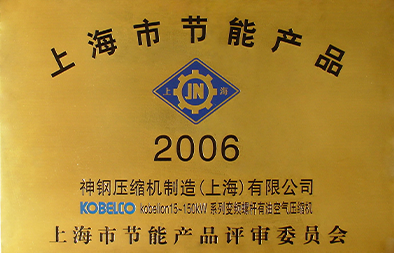 上海市节能产品
上 JN 海
2006
神钢压缩机制造(上海)有限公司
KOBELCO kobelion15~150kW 系列变频螺杆有油空气压缩机
上海市节能产品评审委员会